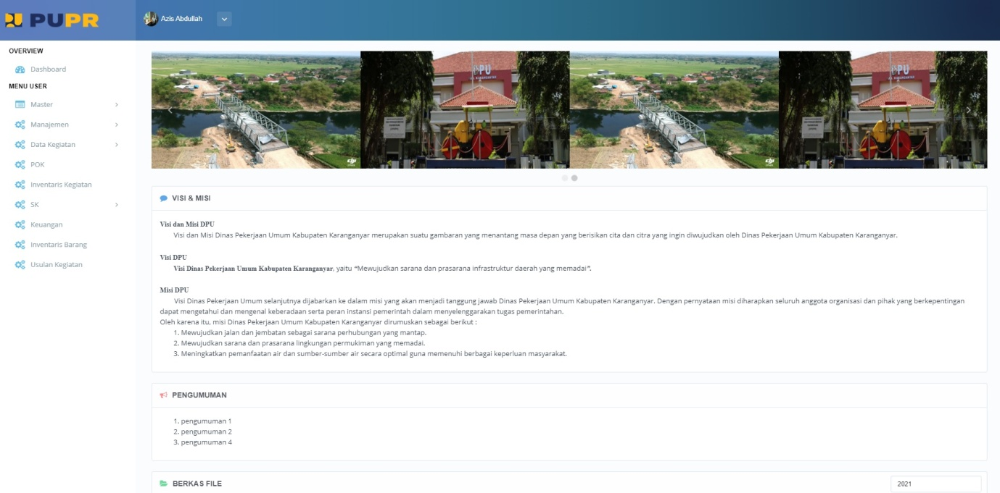 PUPR
Azis Abdullah
OVERVIEW
Dashboard
MENU USER
Master
Manajemen
Data Kegiatan
POK
Inventaris Kegiatan
SK
Keuangan
Inventaris Barang
Usulan Kegiatan
VISI & MISI
Visi dan Misi DPU
Visi dan Misi Dinas Pekerjaan Umum Kabupaten Karanganyar merupakan suatu gambaran yang menantang masa depan yang berisikan cita dan citra yang ingin diwujudkan oleh Dinas Pekerjaan Umum Kabupaten Karanganyar.
Visi DPU
Visi Dinas Pekerjaan Umum Kabupaten Karanganyar, yaitu "Mewujudkan sarana dan prasarana infrastruktur daerah yang memadai".
Misi DPU
Visi Dinas Pekerjaan Umum selanjutnya dijabarkan ke dalam misi yang akan menjadi tanggung jawab Dinas Pekerjaan Umum Kabupaten Karanganyar. Dengan pernyataan misi diharapkan seluruh anggota organisasi dan pihak yang berkepentingan
dapat mengetahui dan mengenal keberadaan serta peran instansi pemerintah dalam menyelenggarakan tugas pemerintahan.
Oleh karena itu, misi Dinas Pekerjaan Umum Kabupaten Karanganyar dirumuskan sebagai berikut :
1. Mewujudkan jalan dan jembatan sebagai sarana perhubungan yang mantap.
2. Mewujudkan sarana dan prasarana lingkungan permukiman yang memadai.
3. Meningkatkan pemanfaatan air dan sumber-sumber air secara optimal guna memenuhi berbagai keperluan masyarakat.
PENGUMUMAN
1. pengumuman 1
2. pengumuman 2
3. pengumuman 4
BERKAS FILE
2021